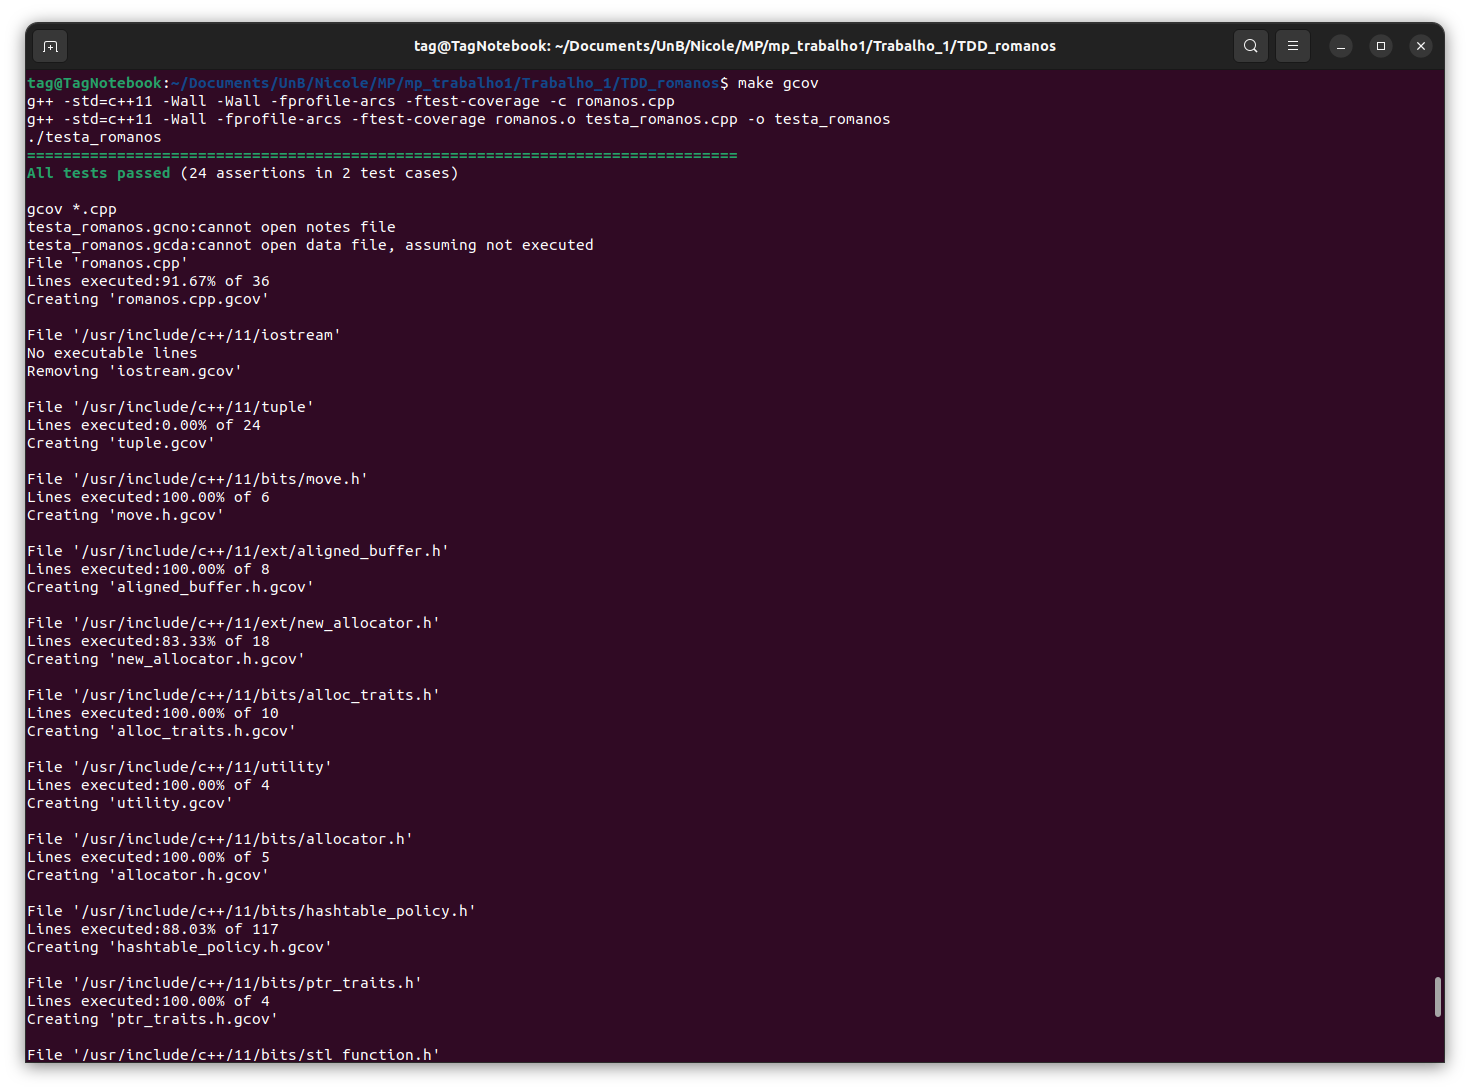 tag@TagNotebook: ~/Documents/UnB/Nicole/MP/mp_trabalho1/Trabalho_1/TDD_romanos
tag@TagNotebook:~/Documents/UnB/Nicole/MP/mp_trabalho1/Trabalho_1/TDD_romanos$ make gcov
g++ -std=c++11 -Wall -Wall -fprofile-arcs -ftest-coverage -c romanos.cpp
g++ -std=c++11 -Wall -fprofile-arcs -ftest-coverage romanos.o testa_romanos.cpp -o testa_romanos
./testa_romanos
===============================================================================
All tests passed (24 assertions in 2 test cases)

gcov *.cpp
testa_romanos.gcno:cannot open notes file
testa_romanos.gcda:cannot open data file, assuming not executed
File 'romanos.cpp'
Lines executed:91.67% of 36
Creating 'romanos.cpp.gcov'

File '/usr/include/c++/11/iostream'
No executable lines
Removing 'iostream.gcov'

File '/usr/include/c++/11/tuple'
Lines executed:0.00% of 24
Creating 'tuple.gcov'

File '/usr/include/c++/11/bits/move.h'
Lines executed:100.00% of 6
Creating 'move.h.gcov'

File '/usr/include/c++/11/ext/aligned_buffer.h'
Lines executed:100.00% of 8
Creating 'aligned_buffer.h.gcov'

File '/usr/include/c++/11/ext/new_allocator.h'
Lines executed:83.33% of 18
Creating 'new_allocator.h.gcov'

File '/usr/include/c++/11/bits/alloc_traits.h'
Lines executed:100.00% of 10
Creating 'alloc_traits.h.gcov'

File '/usr/include/c++/11/utility'
Lines executed:100.00% of 4
Creating 'utility.gcov'

File '/usr/include/c++/11/bits/allocator.h'
Lines executed:100.00% of 5
Creating 'allocator.h.gcov'

File '/usr/include/c++/11/bits/hashtable_policy.h'
Lines executed:88.03% of 117
Creating 'hashtable_policy.h.gcov'

File '/usr/include/c++/11/bits/ptr_traits.h'
Lines executed:100.00% of 4
Creating 'ptr_traits.h.gcov'

File '/usr/include/c++/11/bits/stl_function.h'